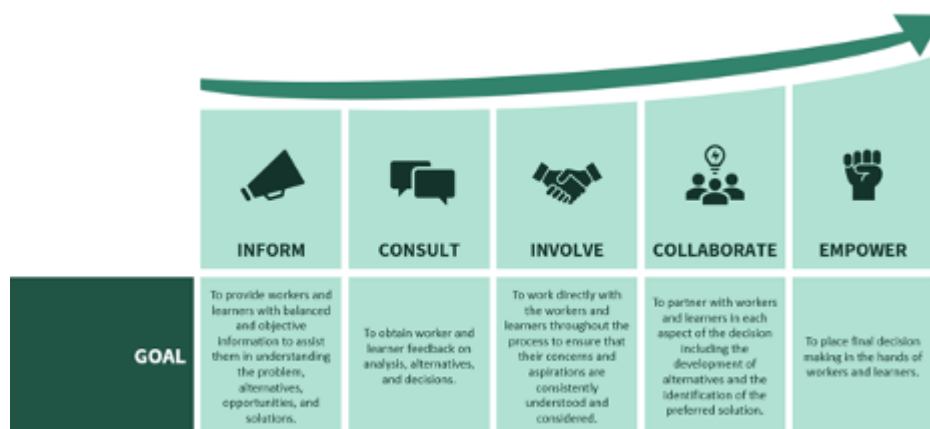 INFORM
CONSULT
INVOLVE
COLLABORATE
EMPOWER
GOAL
To provide workers and
learners with balanced
and objective
information to assist
them in understanding
the problem,
alternatives,
opportunities, and
solutions.
To obtain worker and
learner feedback on
analysis, alternatives,
and decisions.
To work directly with
the workers and
learners throughout the
process to ensure that
their concerns and
aspirations are
consistently
understood and
considered.
To partner with workers
and learners in each
aspect of the decision
including the
development of
alternatives and the
identification of the
preferred solution.
To place final decision
making in the hands of
workers and learners.